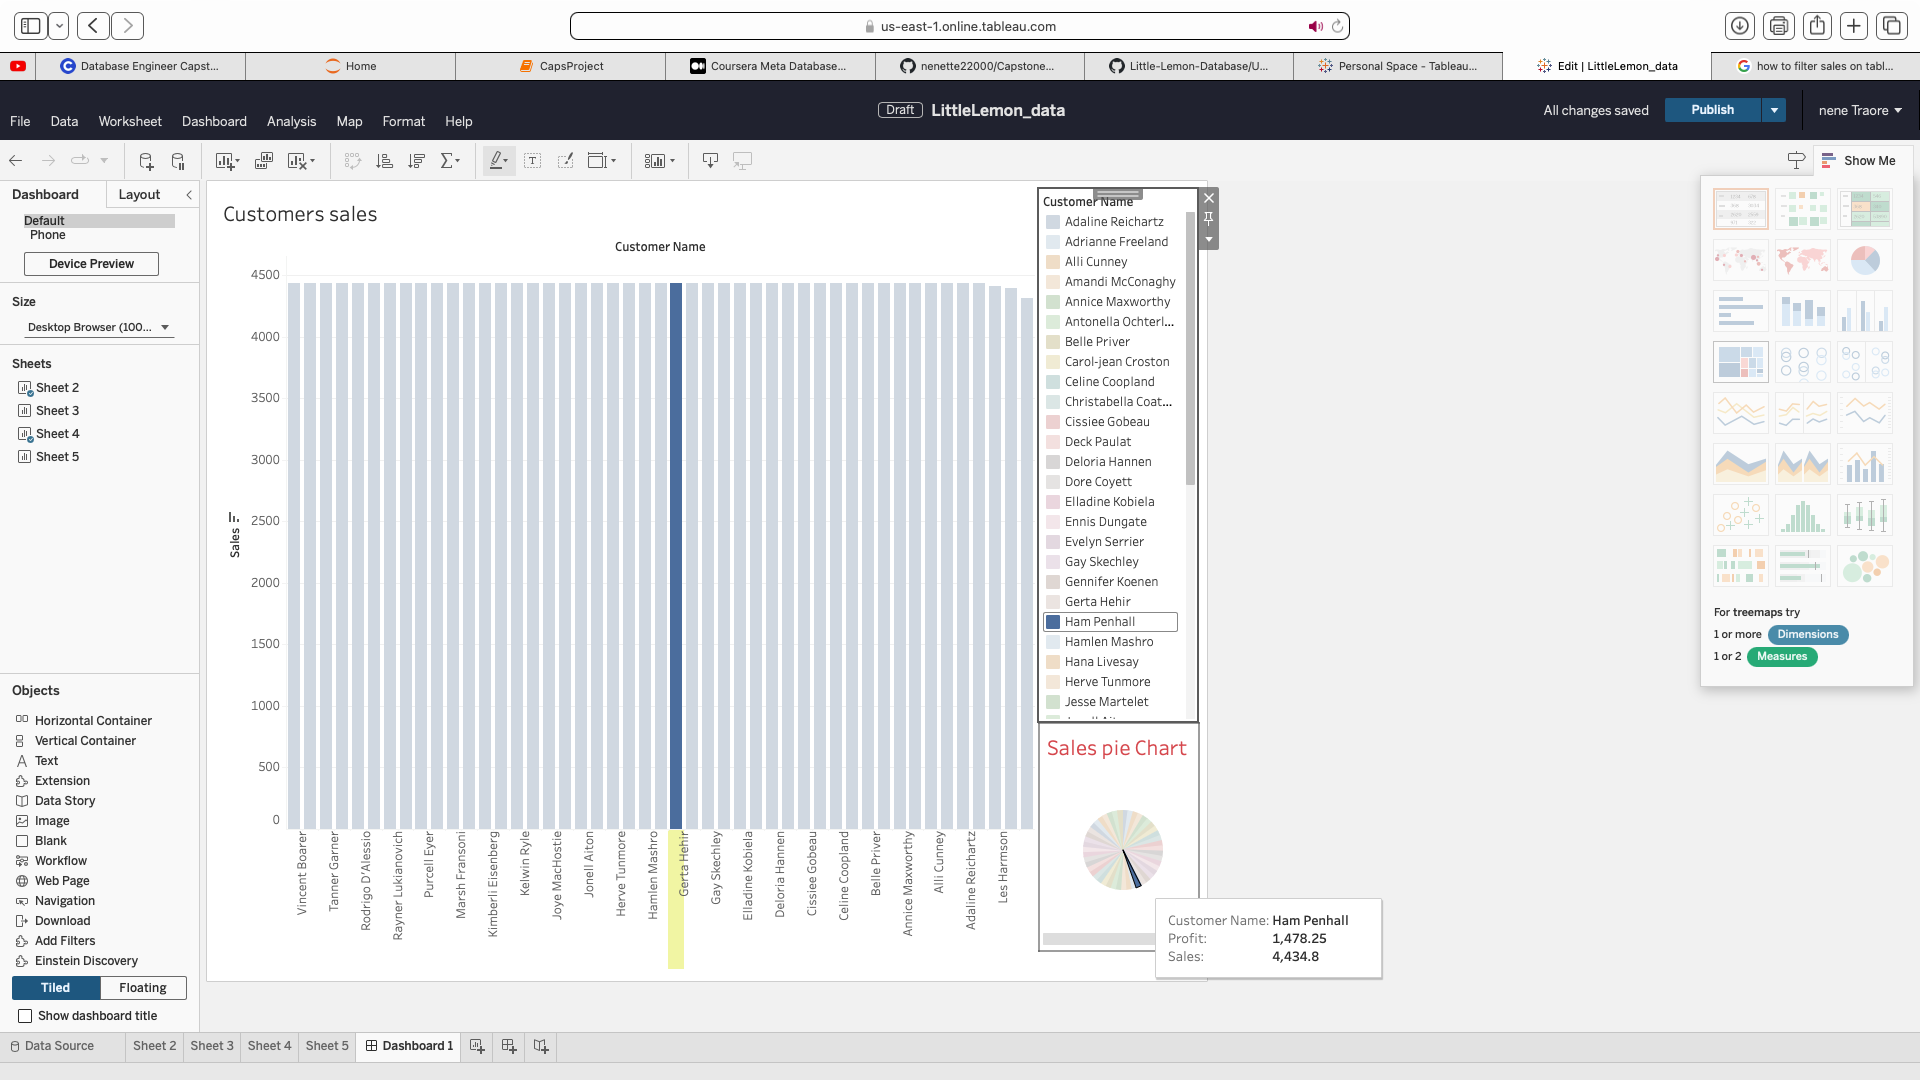 us-east-1.online.tableau.com
Database Engineer Capst...
Home
CapsProject
Coursera Meta Database...
nenette22000/Capstone...
Little-Lemon-Database/U...
Personal Space - Tableau...
Edit | LittleLemon_data
how to filter sales on tabl...
Draft
LittleLemon_data
All changes saved
Publish
nene Traore
File
Data
Worksheet
Dashboard
Analysis
Map
Format
Help
Show Me
Dashboard
Layout
Default
Phone
Device Preview
Size
Desktop Browser (100...
Sheets
Sheet 2
Sheet 3
Sheet 4
Sheet 5
Objects
Horizontal Container
Vertical Container
Text
Extension
Data Story
Image
Blank
Workflow
Web Page
Navigation
Download
Add Filters
Einstein Discovery
Tiled
Floating
Show dashboard title
Customers sales
Customer Name
4500
4000
3500
3000
2500
2000
1500
1000
500
0
Sales
Vincent Boarer
Tanner Garner
Rodrigo D'Alessio
Rayner Lukianovich
Purcell Eyer
Marsh Fransoni
Kimberli Eisenberg
Kelwin Ryle
Joye MacHostie
Jonell Aiton
Herve Tunmore
Hamlen Mashro
Gerta Hehir
Gay Skechley
Elladine Kobiela
Deloria Hannen
Cissiee Gobeau
Celine Coopland
Belle Priver
Annice Maxworthy
Alli Cunney
Adaline Reichartz
Les Harmson
Customer Name
Adaline Reichartz
Adrianne Freeland
Alli Cunney
Amandi McConaghy
Annice Maxworthy
Antonella Ochterl...
Belle Priver
Carol-jean Croston
Celine Coopland
Christabella Coat...
Cissiee Gobeau
Deck Paulat
Deloria Hannen
Dore Coyett
Elladine Kobiela
Ennis Dungate
Evelyn Serrier
Gay Skechley
Gennifer Koenen
Gerta Hehir
Ham Penhall
Hamlen Mashro
Hana Livesay
Herve Tunmore
Jesse Martelet
Sales pie Chart
Customer Name: Ham Penhall
Profit: 1,478.25
Sales: 4,434.8
For treemaps try
1 or more Dimensions
1 or 2 Measures
Data Source
Sheet 2
Sheet 3
Sheet 4
Sheet 5
Dashboard 1